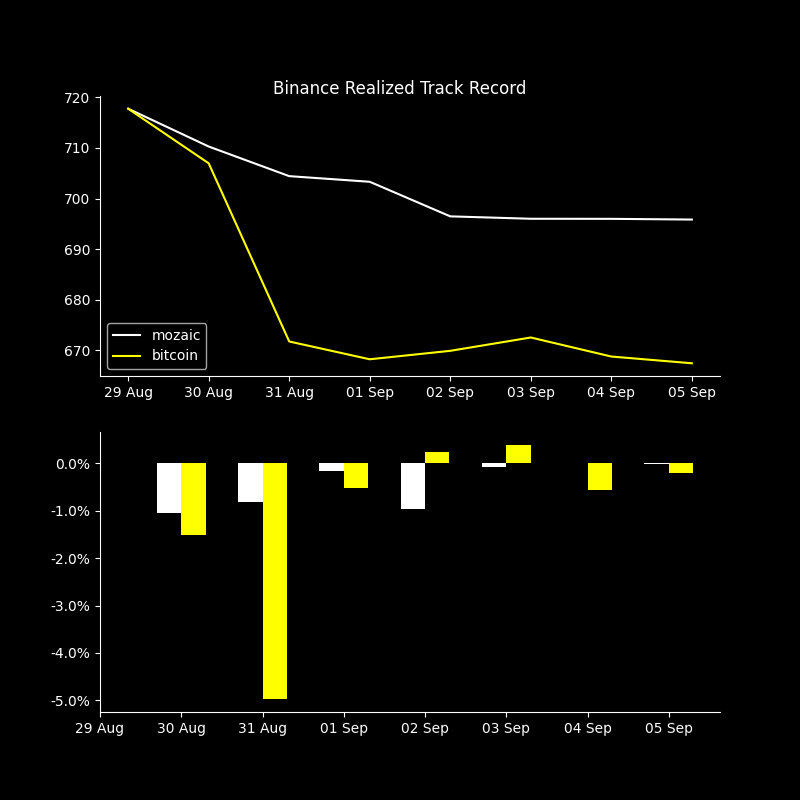 Binance Realized Track Record
720
710
700
690
680
670
mozaic
bitcoin
29 Aug 30 Aug 31 Aug 01 Sep 02 Sep 03 Sep 04 Sep 05 Sep
0.0%
-1.0%
-2.0%
-3.0%
-4.0%
-5.0%
29 Aug 30 Aug 31 Aug 01 Sep 02 Sep 03 Sep 04 Sep 05 Sep